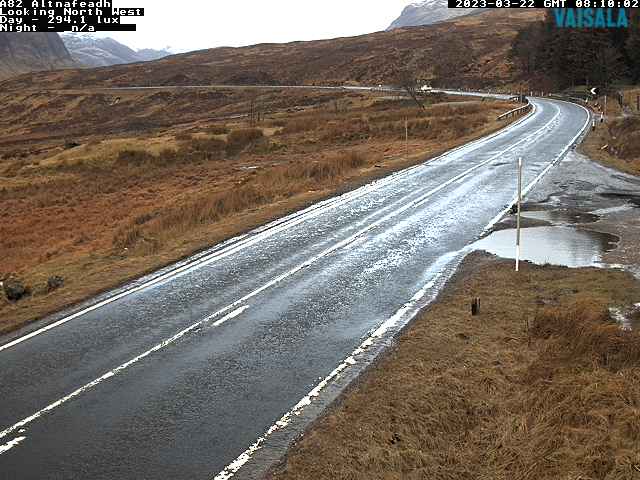 A82 Altnafeadh
Looking North West
Day - 294.1 lux
Night - n/a
2023-03-22 GMT 08:10:02
VAISALA